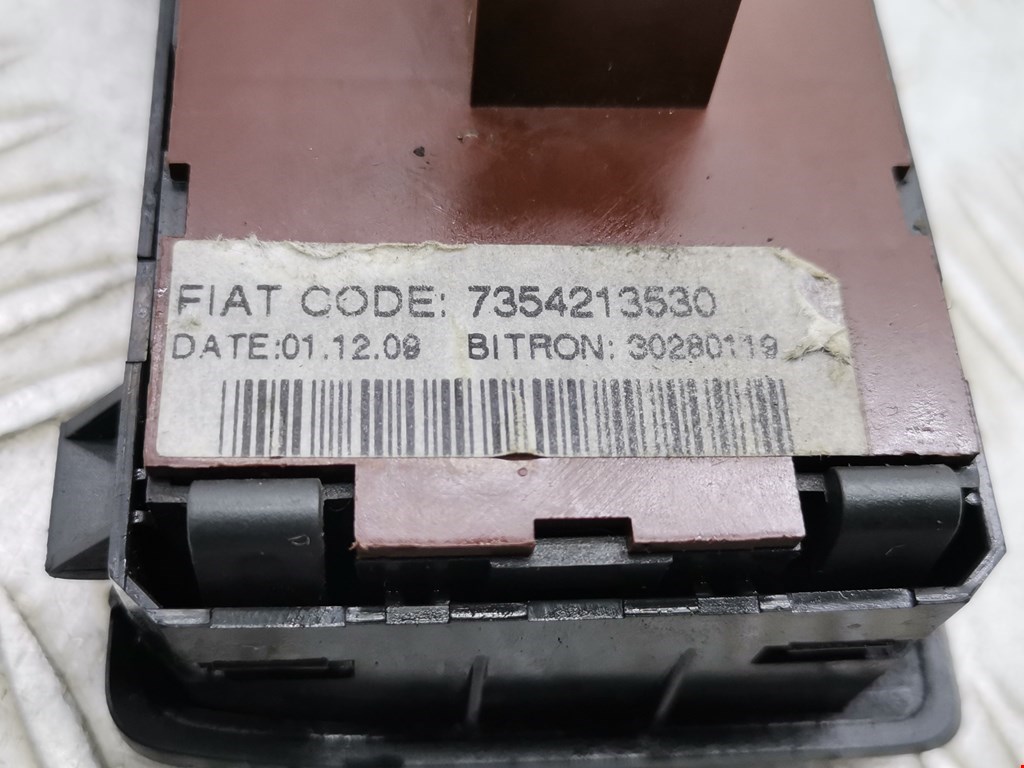 FIAT CODE: 7354213530
DATE:01.12.09 BITRON: 30280119